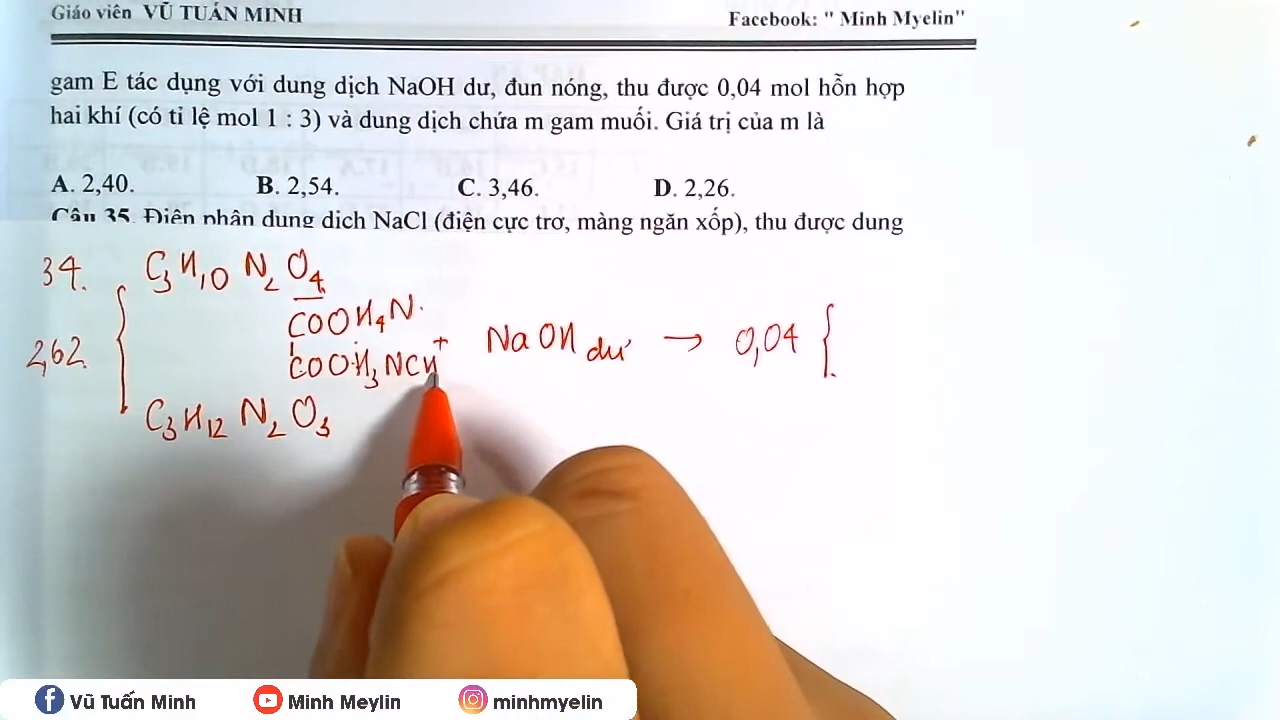 Giáo viên VŨ TUẤN MINH
Facebook: " Minh Myelin"
gam E tác dụng với dung dịch NaOH dư, đun nóng, thu được 0,04 mol hỗn hợp
hai khí (có tỉ lệ mol 1 : 3) và dung dịch chứa m gam muối. Giá trị của m là
A. 2,40. B. 2,54. C. 3,46. D. 2,26.
Câu 35. Điện phân dung dịch NaCl (điện cực trơ, màng ngăn xốp), thu được dung
34. C3H10N2O4
COOH4N.
2,62 COOH3NCH + NaOH dư → 0,04 {
C3H12N2O3
Vũ Tuấn Minh Minh Meylin minhmyelin